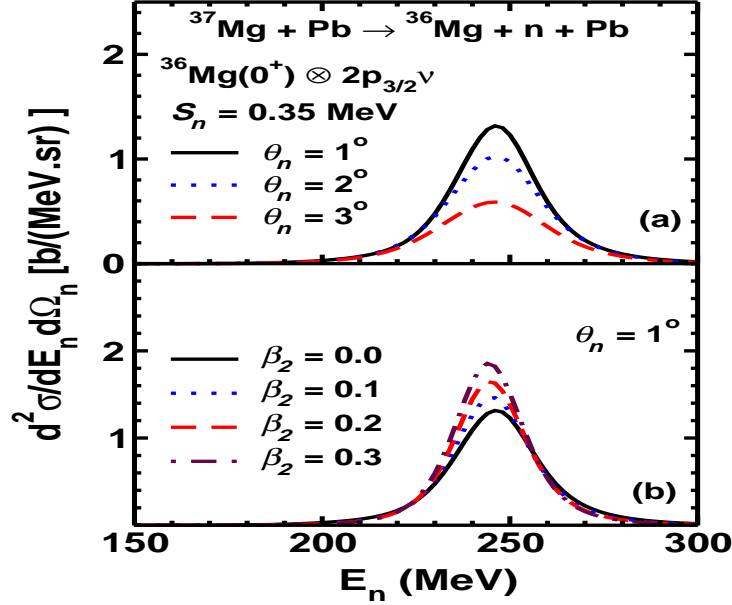 ³⁷Mg + Pb → ³⁶Mg + n + Pb
³⁶Mg(0⁺) ⊗ 2p₃/₂ν
Sₙ = 0.35 MeV
θₙ = 1°
θₙ = 2°
θₙ = 3°
(a)
2
1
0
d²σ/dEₙdΩₙ [b/(MeV.sr)]
θₙ = 1°
β₂ = 0.0
β₂ = 0.1
β₂ = 0.2
β₂ = 0.3
(b)
2
1
150 200 250 300
Eₙ (MeV)